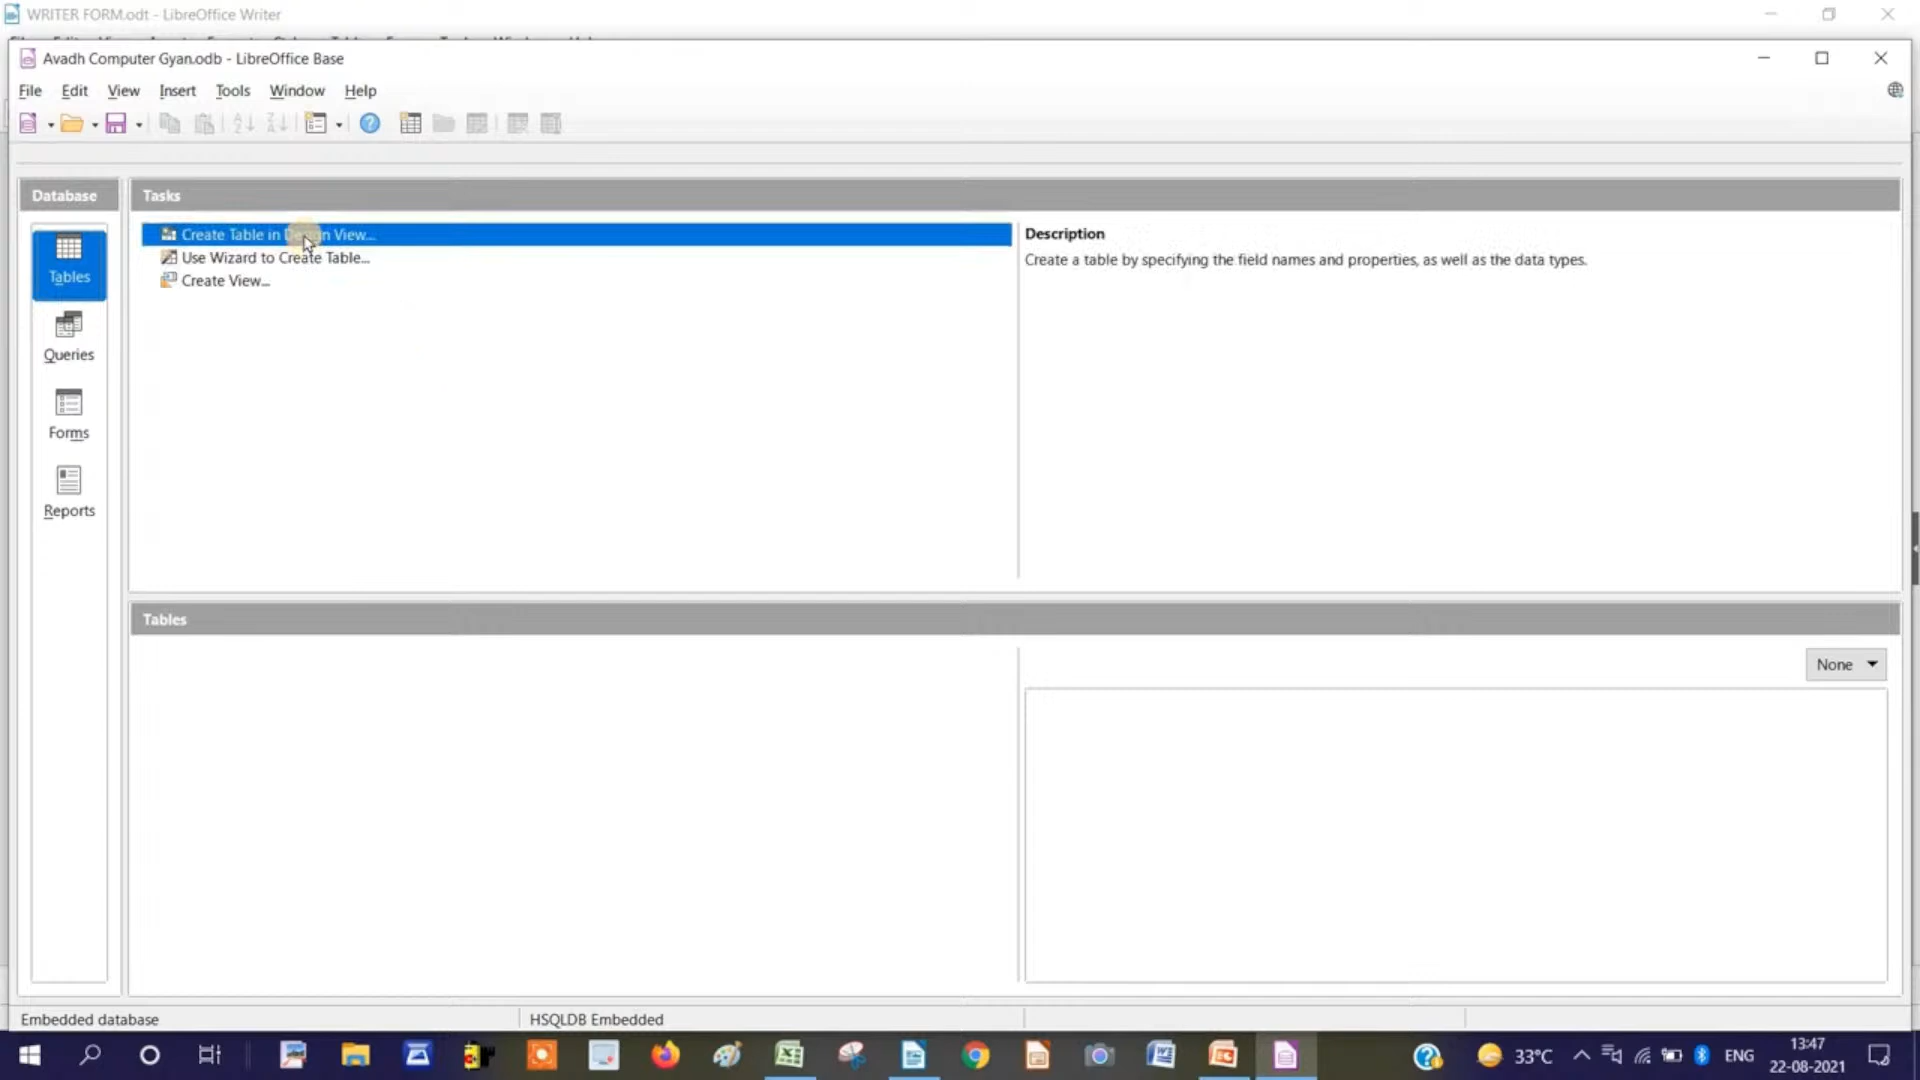 WRITER FORM.odt - LibreOffice Writer
Avadh Computer Gyan.odb - LibreOffice Base
File Edit View Insert Tools Window Help
Database
Tasks
Tables
Queries
Forms
Reports
Create Table in Design View...
Use Wizard to Create Table...
Create View...
Description
Create a table by specifying the field names and properties, as well as the data types.
Tables
None
Embedded database
HSQLDB Embedded
33°C
ENG
13:47
22-08-2021